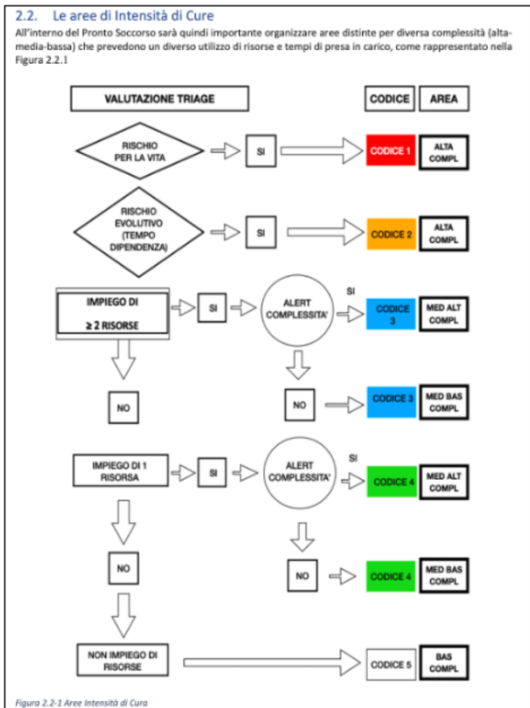 2.2. Le aree di Intensità di Cure
All'interno del Pronto Soccorso sarà quindi importante organizzare aree distinte per diversa complessità (alta-
media-bassa) che prevedono un diverso utilizzo di risorse e tempi di presa in carico, come rappresentato nella
Figura 2.2.1
VALUTAZIONE TRIAGE
CODICE
AREA
RISCHIO
PER LA VITA
SI
CODICE 1
ALTA
COMPL
RISCHIO
EVOLUTIVO
(TEMPO
DIPENDENZA)
SI
CODICE 2
ALTA
COMPL
IMPIEGO DI
≥ 2 RISORSE
SI
ALERT
COMPLESSITA'
SI
CODICE
3
MED ALT
COMPL
NO
NO
CODICE 3
MED BAS
COMPL
IMPIEGO DI 1
RISORSA
SI
ALERT
COMPLESSITA'
SI
CODICE 4
MED ALT
COMPL
NO
NO
CODICE 4
MED BAS
COMPL
NON IMPIEGO DI
RISORSE
CODICE 5
BAS
COMPL
Figura 2.2-1 Aree Intensità di Cura